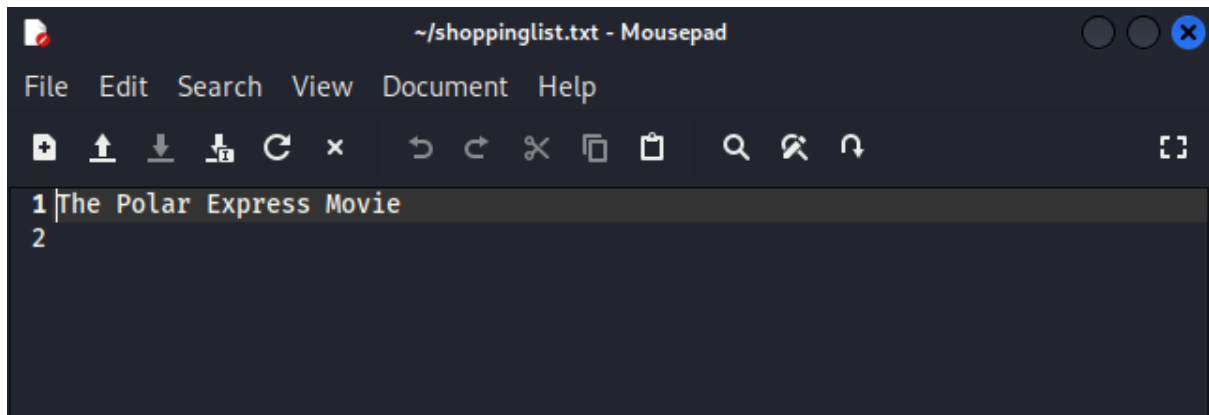 ~/shoppinglist.txt - Mousepad
File Edit Search View Document Help
1 The Polar Express Movie
2